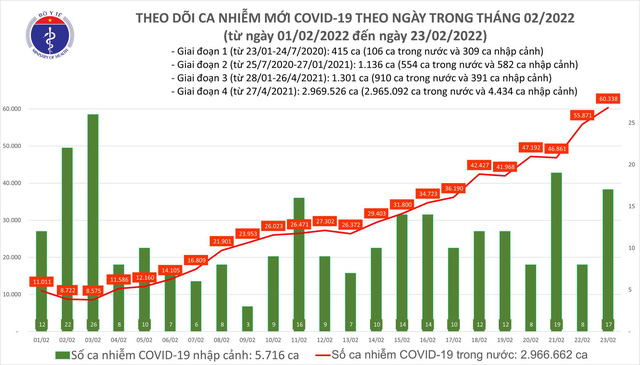 BỘ Y TẾ
MINISTRY OF HEALTH
THEO DÕI CA NHIỄM MỚI COVID-19 THEO NGÀY TRONG THÁNG 02/2022
(từ ngày 01/02/2022 đến ngày 23/02/2022)
- Giai đoạn 1 (từ 23/01-24/7/2020): 415 ca (106 ca trong nước và 309 ca nhập cảnh)
- Giai đoạn 2 (từ 25/7/2020-27/01/2021): 1.136 ca (554 ca trong nước và 582 ca nhập cảnh)
- Giai đoạn 3 (từ 28/01-26/4/2021): 1.301 ca (910 ca trong nước và 391 ca nhập cảnh)
- Giai đoạn 4 (từ 27/4/2021): 2.969.526 ca (2.965.092 ca trong nước và 4.434 ca nhập cảnh)
60.000
50.000
40.000
30.000
20.000
10.000
-
25
20
15
10
5
-
11.011 8.722 8.575 11.586 12.160 14.105 16.809 21.901 23.953 26.023 26.471 27.302 26.372 29.403 31.800 34.723 36.190 42.427 41.968 47.192 46.861 55.871 60.338
12 22 26 8 10 7 6 8 3 9 16 9 7 10 14 14 10 12 12 8 19 8 17
01/02 02/02 03/02 04/02 05/02 06/02 07/02 08/02 09/02 10/02 11/02 12/02 13/02 14/02 15/02 16/02 17/02 18/02 19/02 20/02 21/02 22/02 23/02
Số ca nhiễm COVID-19 nhập cảnh: 5.716 ca
Số ca nhiễm COVID-19 trong nước: 2.966.662 ca